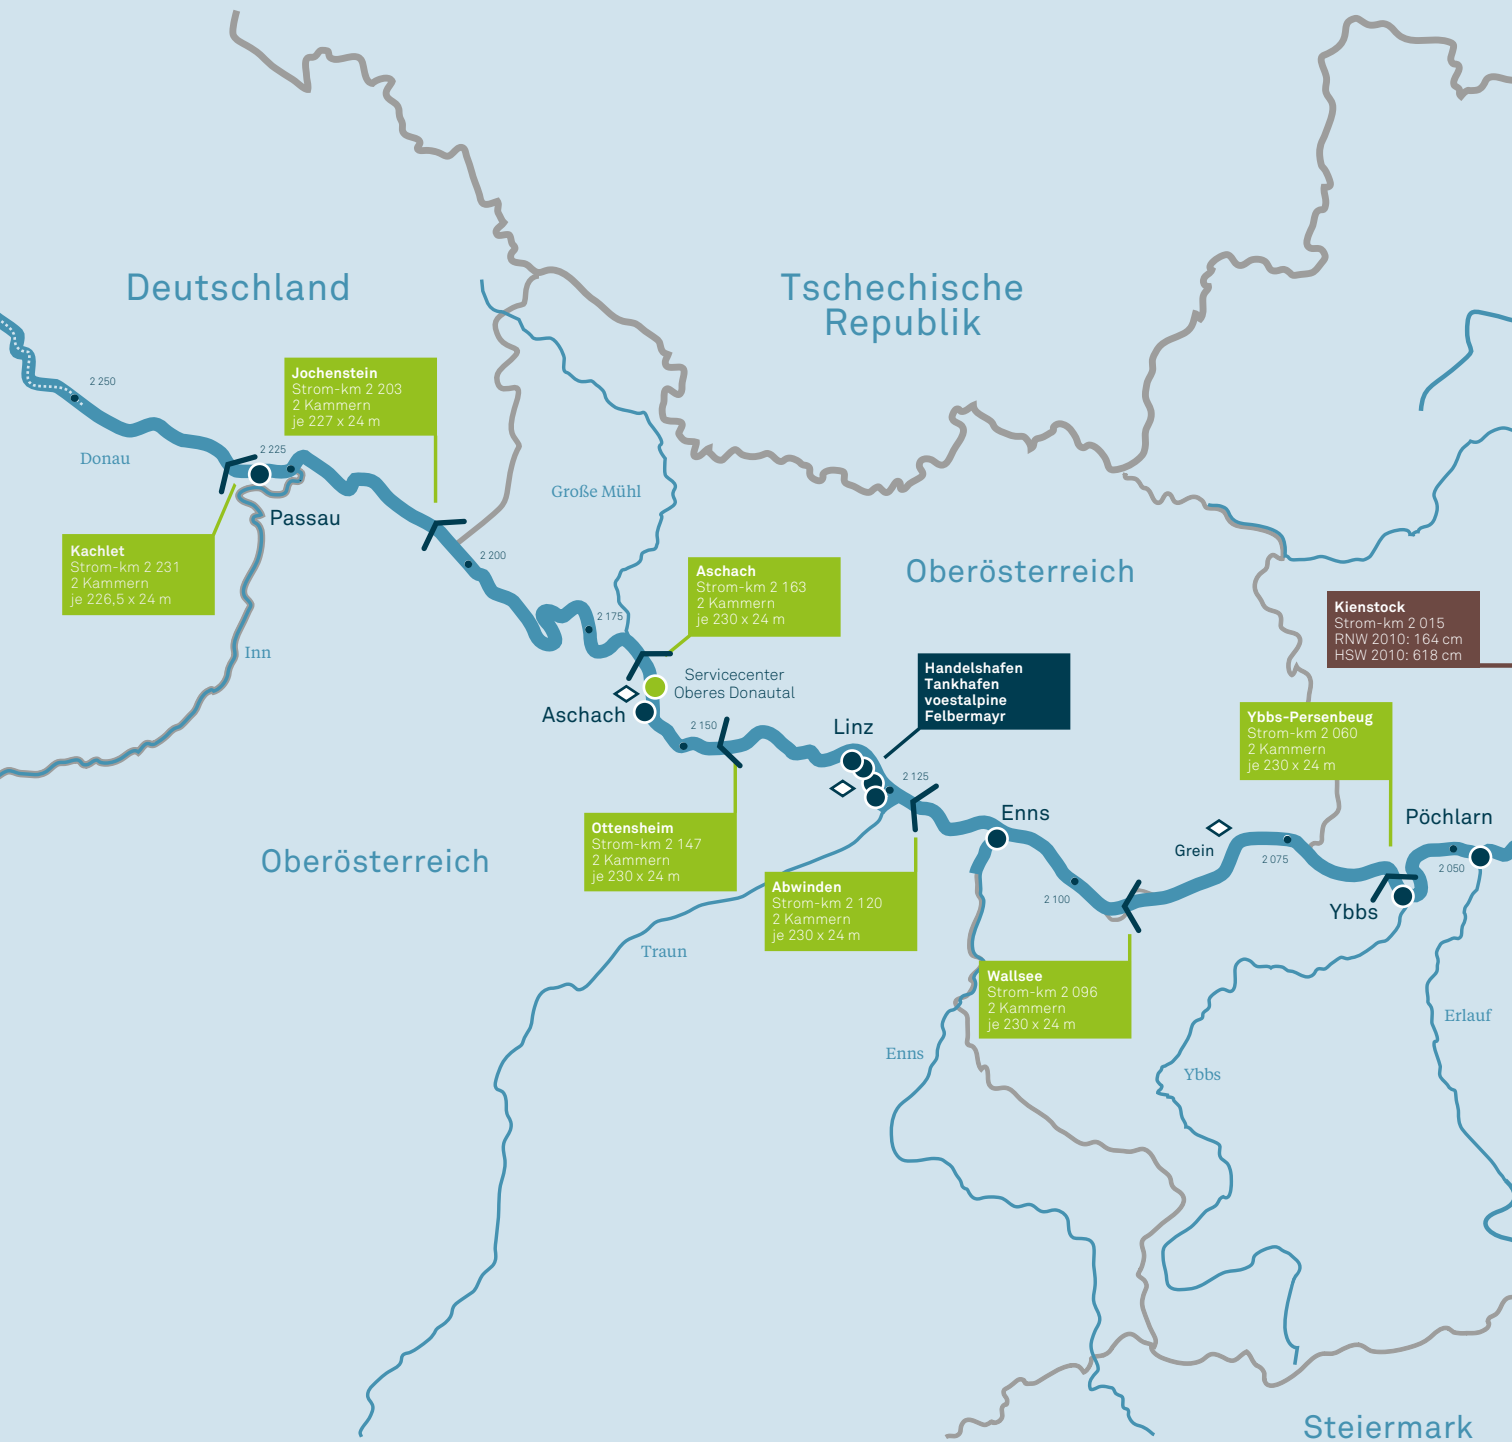 Deutschland
Tschechische
Republik
2 250
Jochenstein
Strom-km 2 203
2 Kammern
je 227 x 24 m
Donau
2 225
Passau
Große Mühl
Kachlet
Strom-km 2 231
2 Kammern
je 226,5 x 24 m
2 200
Aschach
Strom-km 2 163
2 Kammern
je 230 x 24 m
Oberösterreich
Kienstock
Strom-km 2 015
RNW 2010: 164 cm
HSW 2010: 618 cm
2 175
Inn
Servicecenter
Oberes Donautal
Handelshafen
Tankhafen
voestalpine
Felbermayr
Aschach
2 150
Linz
Ybbs-Persenbeug
Strom-km 2 060
2 Kammern
je 230 x 24 m
2 125
Enns
Pöchlarn
Ottensheim
Strom-km 2 147
2 Kammern
je 230 x 24 m
Oberösterreich
Grein
2 075
2 050
Abwinden
Strom-km 2 120
2 Kammern
je 230 x 24 m
2 100
Ybbs
Traun
Wallsee
Strom-km 2 096
2 Kammern
je 230 x 24 m
Erlauf
Enns
Ybbs
Steiermark